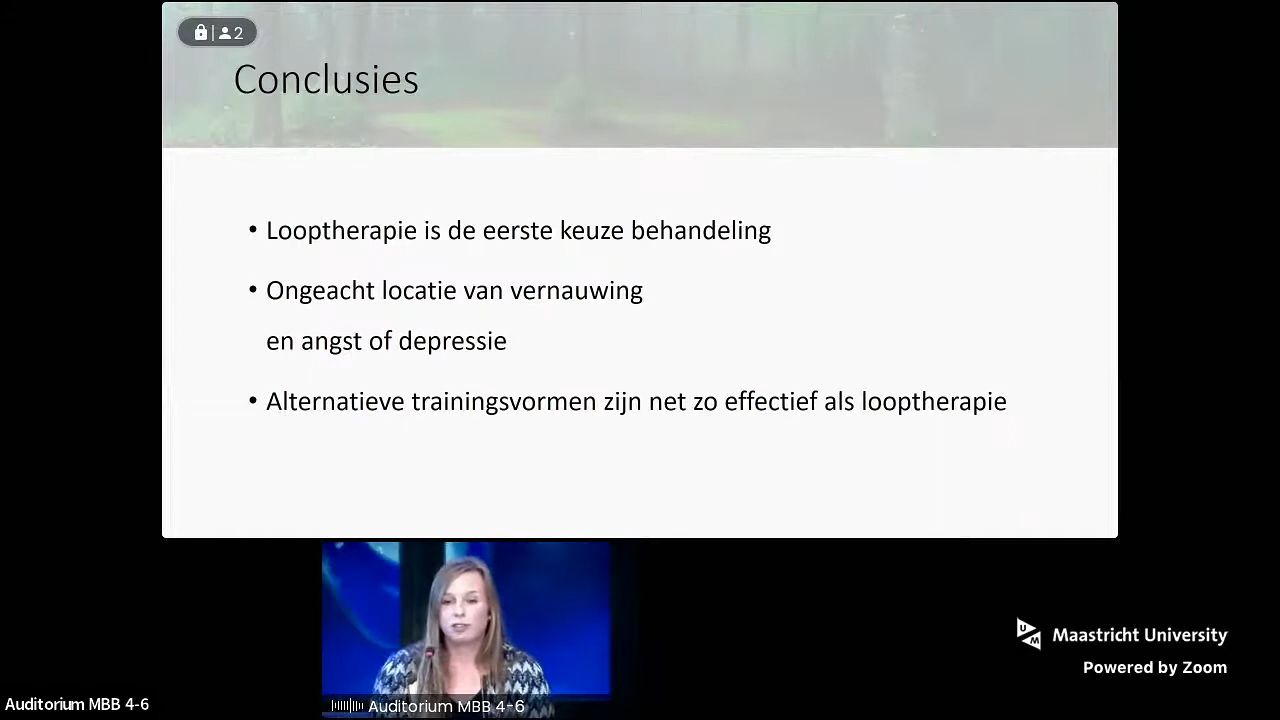 2
Conclusies
• Looptherapie is de eerste keuze behandeling
• Ongeacht locatie van vernauwing
en angst of depressie
• Alternatieve trainingsvormen zijn net zo effectief als looptherapie
UM Maastricht University
Powered by Zoom
Auditorium MBB 4-6
Auditorium MBB 4-6